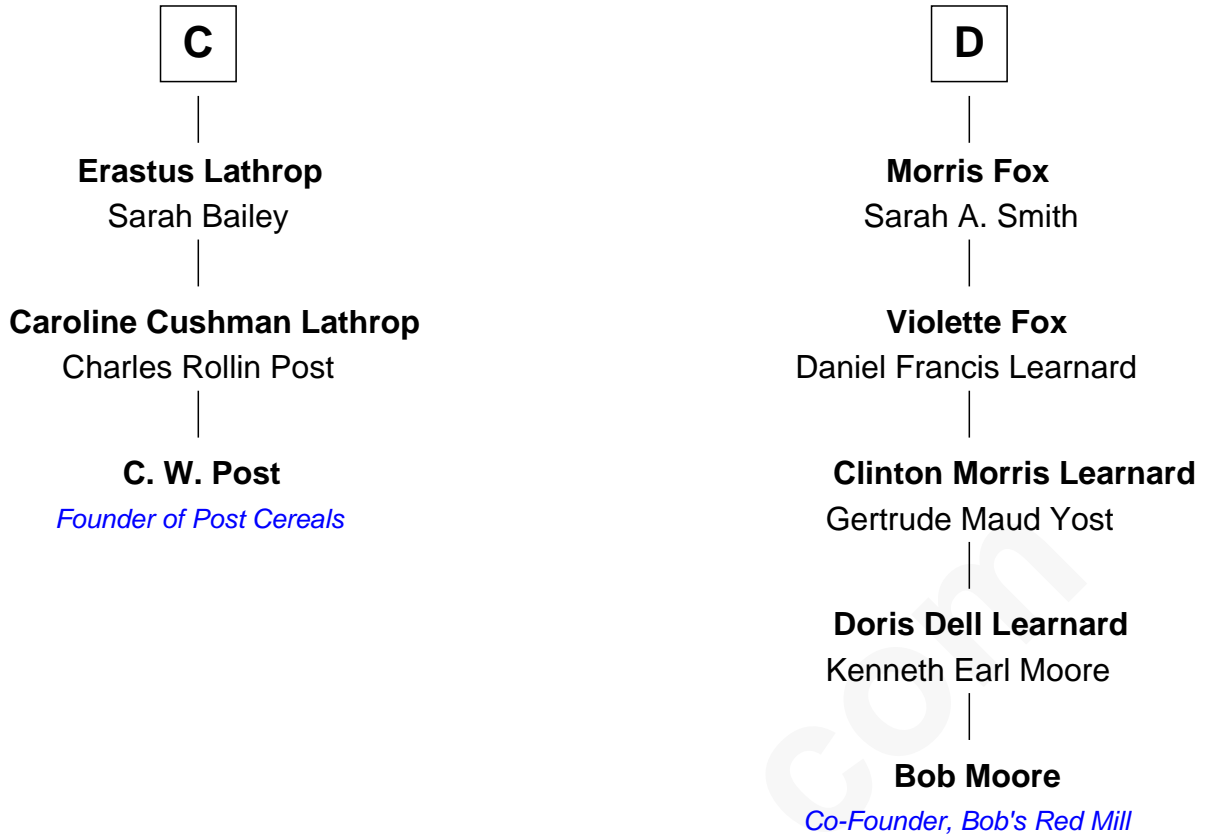 C
Erastus Lathrop
Sarah Bailey
Caroline Cushman Lathrop
Charles Rollin Post
C. W. Post
Founder of Post Cereals
D
Morris Fox
Sarah A. Smith
Violette Fox
Daniel Francis Learnard
Clinton Morris Learnard
Gertrude Maud Yost
Doris Dell Learnard
Kenneth Earl Moore
Bob Moore
Co-Founder, Bob's Red Mill
com